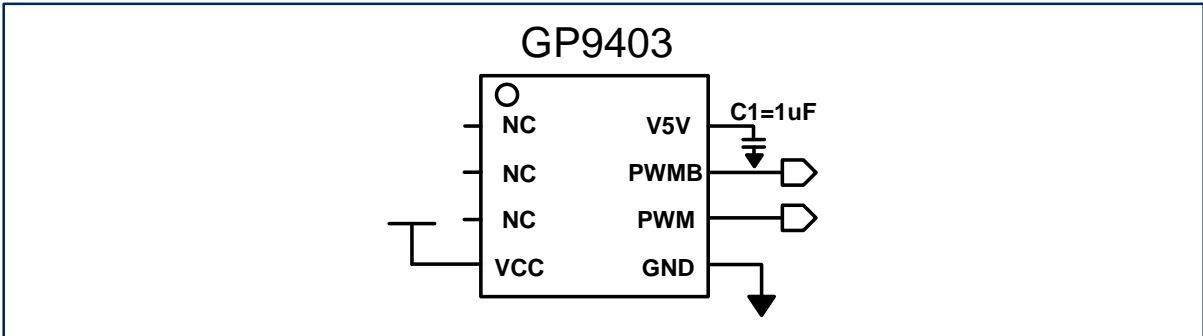 GP9403
NC
V5V
C1=1uF
NC
PWMB
NC
PWM
VCC
GND